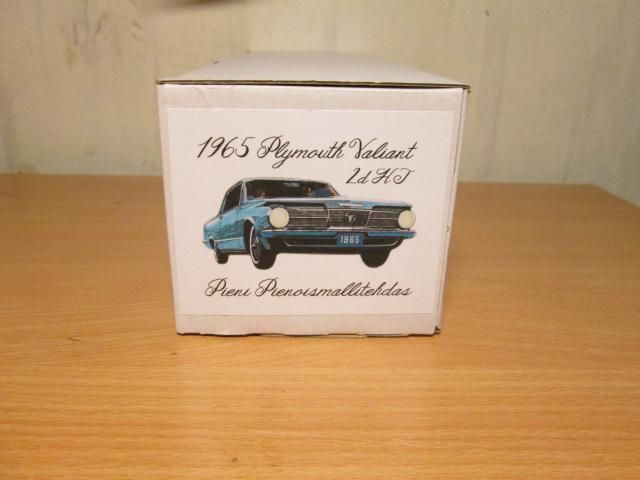 1965 Plymouth Valiant
2d HT
1965
Pieni Pienoismallitehdas